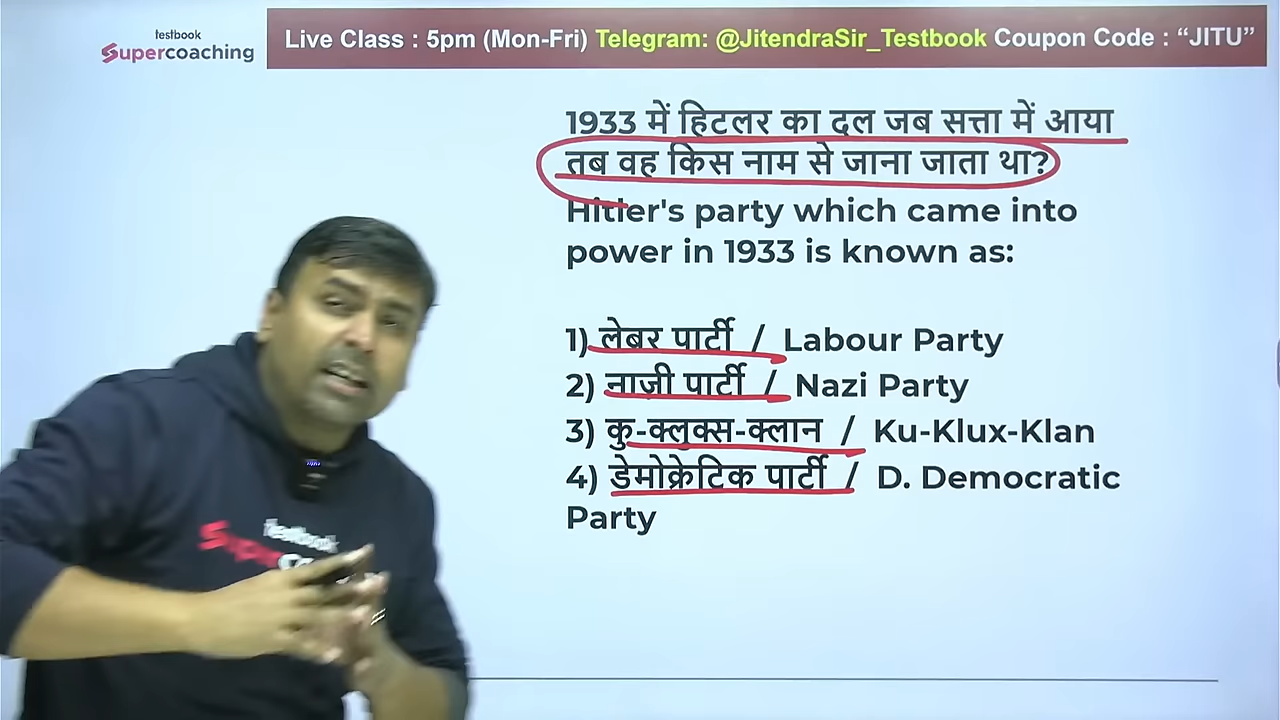 testbook
Supercoaching
Live Class : 5pm (Mon-Fri) Telegram: @JitendraSir_Testbook Coupon Code : “JITU”
1933 में हिटलर का दल जब सत्ता में आया
तब वह किस नाम से जाना जाता था?
Hitler's party which came into
power in 1933 is known as:
1) लेबर पार्टी / Labour Party
2) नाज़ी पार्टी / Nazi Party
3) कु-क्लुक्स-क्लान / Ku-Klux-Klan
4) डेमोक्रेटिक पार्टी / D. Democratic
Party
testbook